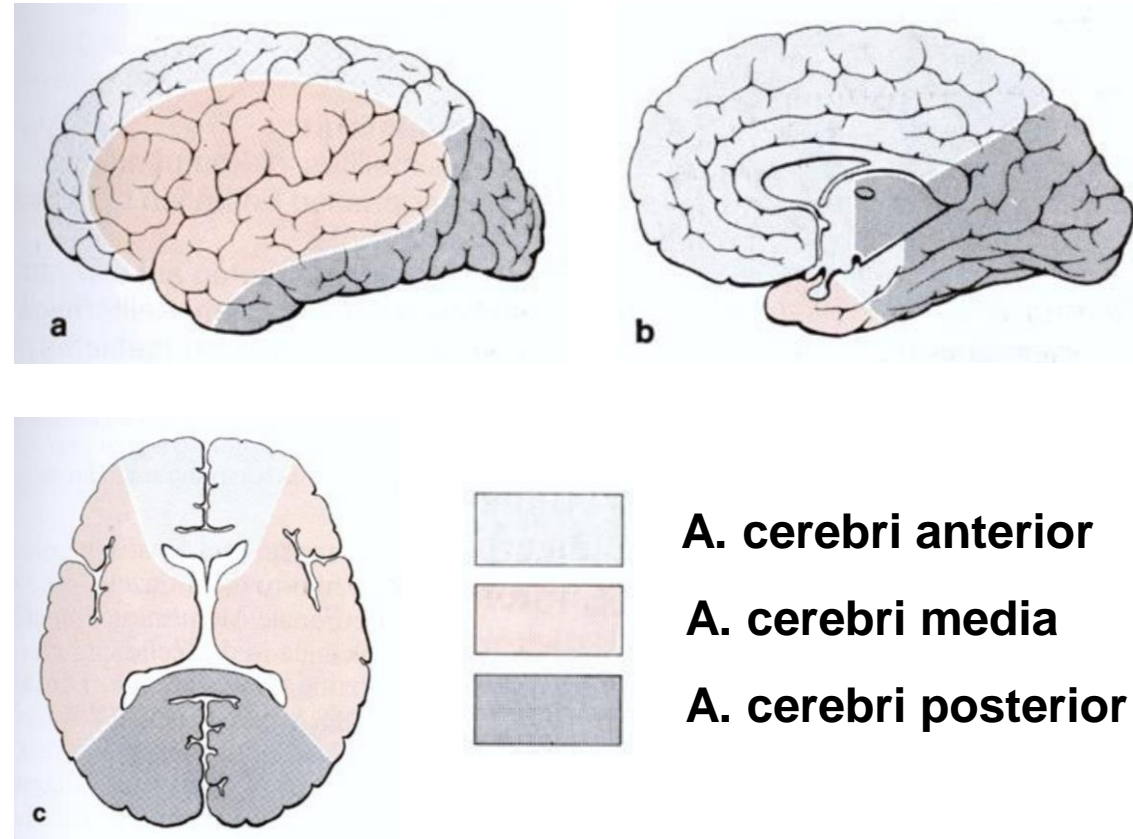 a
b
A. cerebri anterior
A. cerebri media
A. cerebri posterior
c